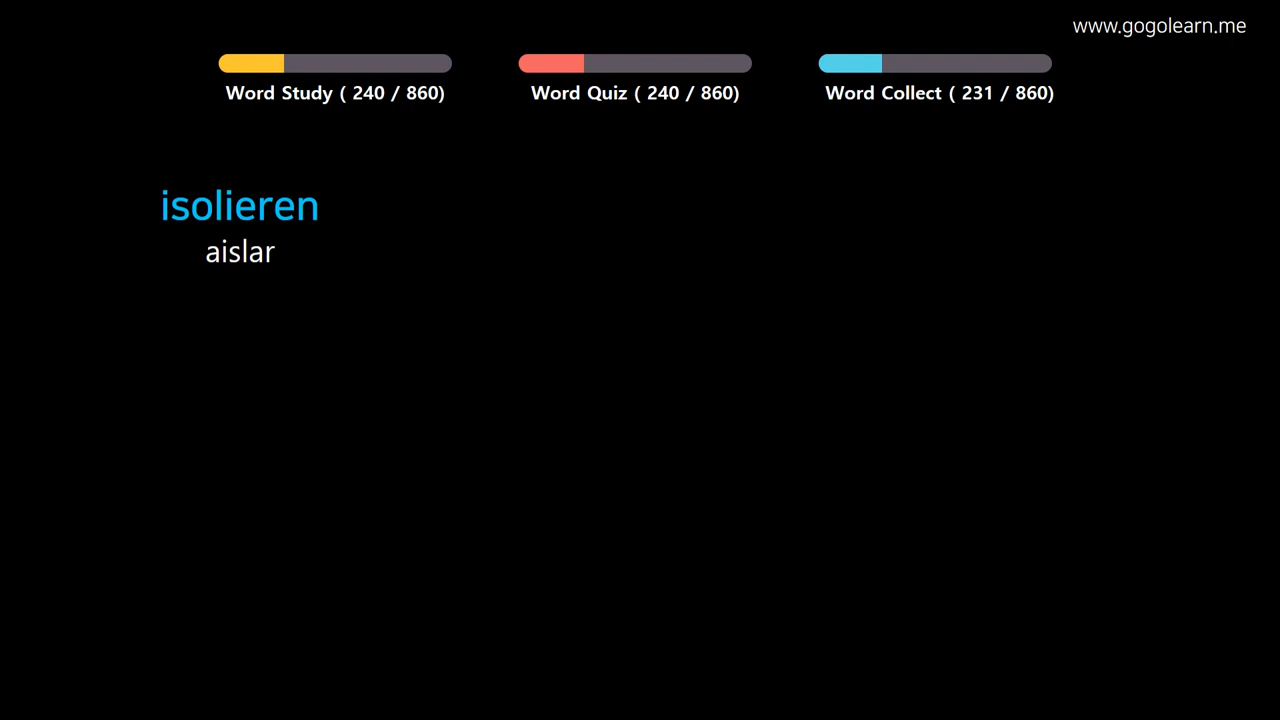 www.gogolearn.me
Word Study ( 240 / 860)
Word Quiz ( 240 / 860)
Word Collect ( 231 / 860)
isolieren
aislar